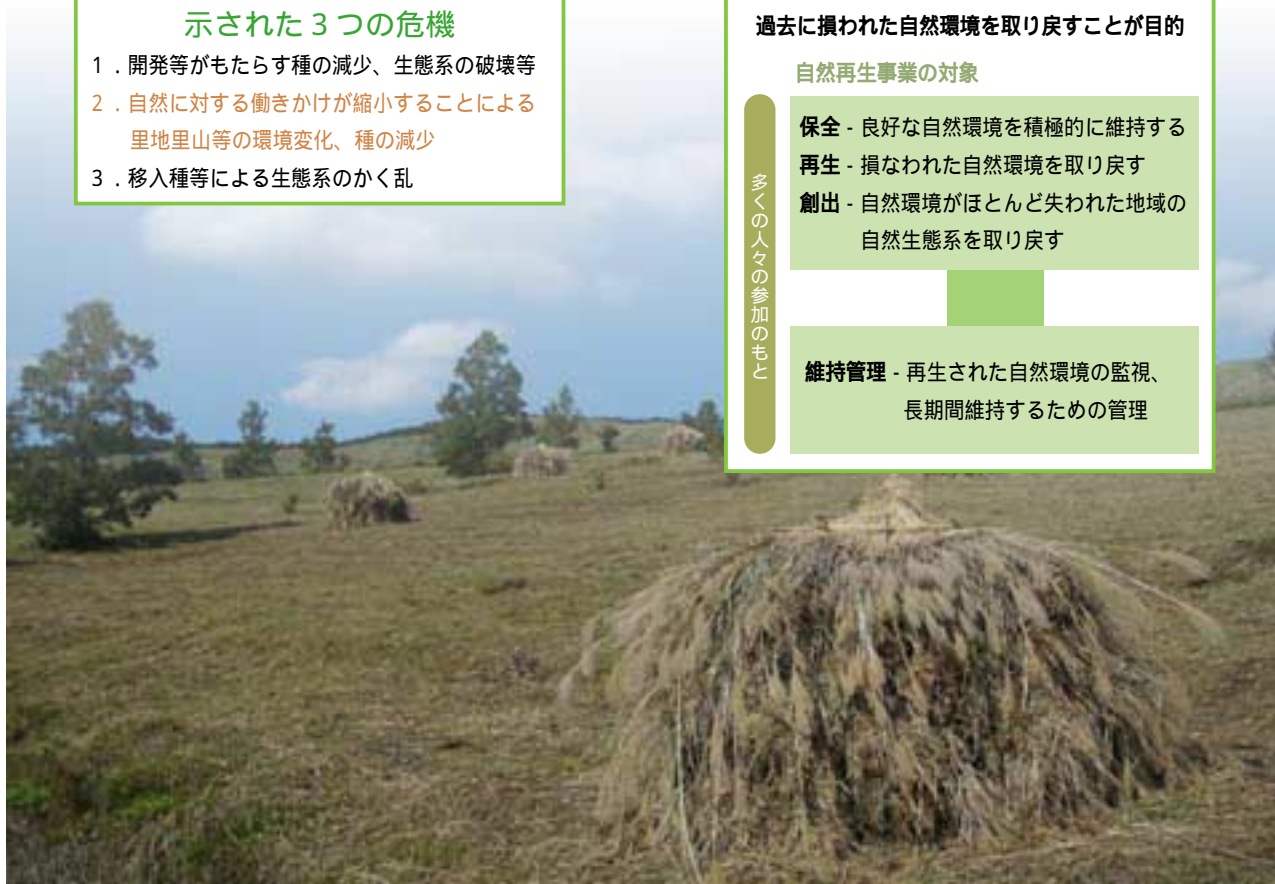 示された3つの危機
1．開発等がもたらす種の減少、生態系の破壊等
2．自然に対する働きかけが縮小することによる
里地里山等の環境変化、種の減少
3．移入種等による生態系のかく乱
過去に損われた自然環境を取り戻すことが目的
自然再生事業の対象
多くの人々の参加のもと
保全 - 良好な自然環境を積極的に維持する
再生 - 損なわれた自然環境を取り戻す
創出 - 自然環境がほとんど失われた地域の
自然生態系を取り戻す
維持管理 - 再生された自然環境の監視、
長期間維持するための管理